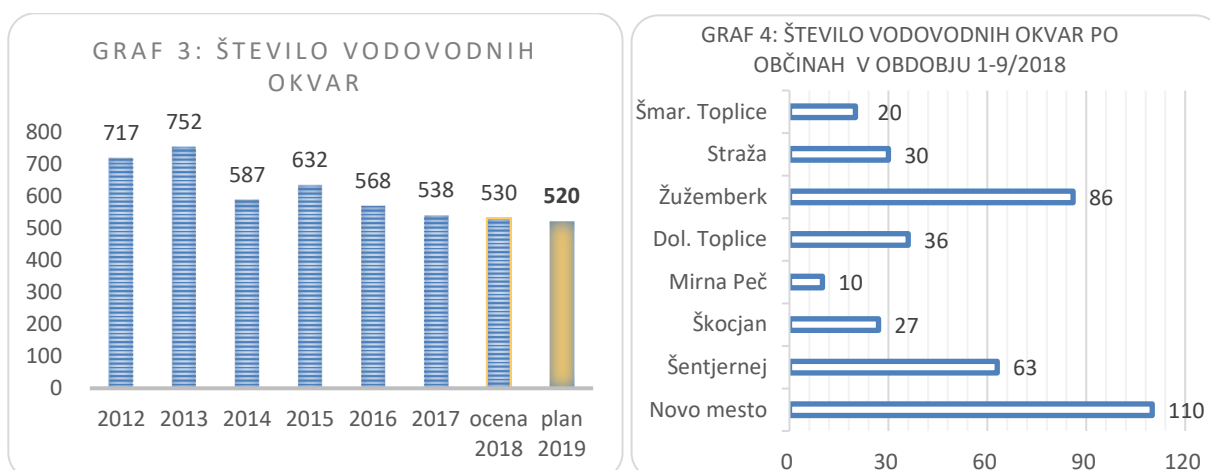 GRAF 3: ŠTEVILO VODOVODNIH
OKVAR
800
700
600
500
400
300
200
100
0
717
752
587
632
568
538
530
520
2012
2013
2014
2015
2016
2017
ocena
2018
plan
2019
GRAF 4: ŠTEVILO VODOVODNIH OKVAR PO
OBČINAH V OBDOBJU 1-9/2018
Šmar. Toplice 20
Straža 30
Žužemberk 86
Dol. Toplice 36
Mirna Peč 10
Škocjan 27
Šentjernej 63
Novo mesto 110
0 30 60 90 120